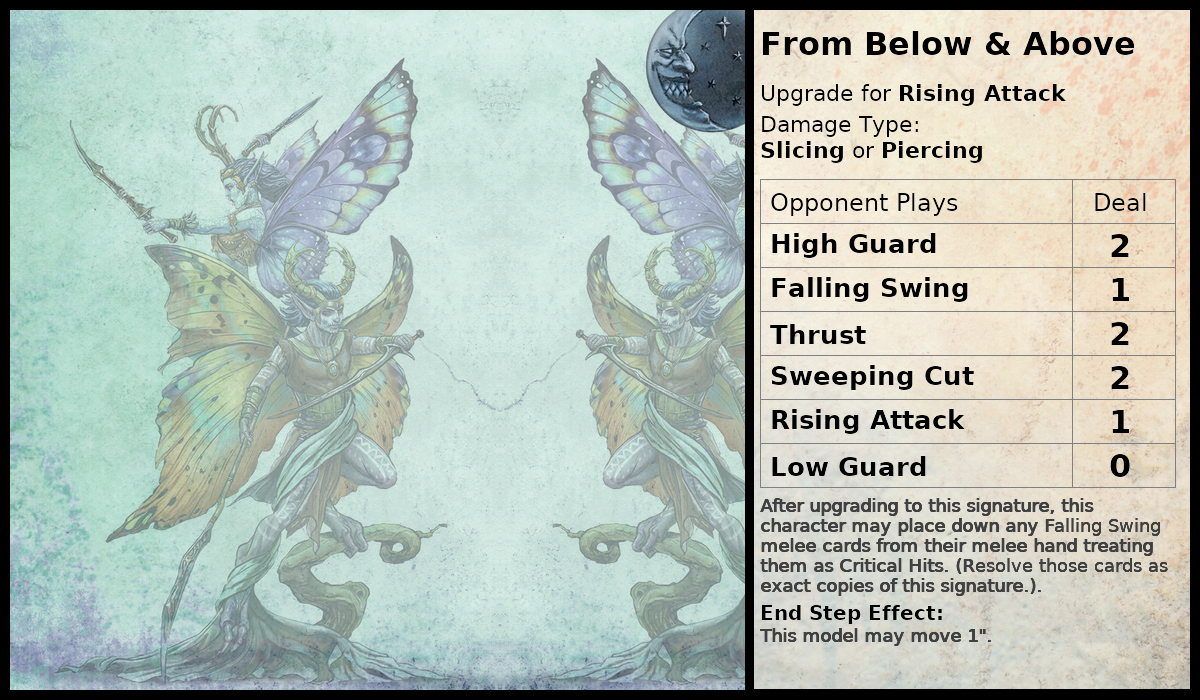 From Below & Above
Upgrade for Rising Attack
Damage Type:
Slicing or Piercing
Opponent Plays Deal
High Guard 2
Falling Swing 1
Thrust 2
Sweeping Cut 2
Rising Attack 1
Low Guard 0
After upgrading to this signature, this
character may place down any Falling Swing
melee cards from their melee hand treating
them as Critical Hits. (Resolve those cards as
exact copies of this signature.).
End Step Effect:
This model may move 1".